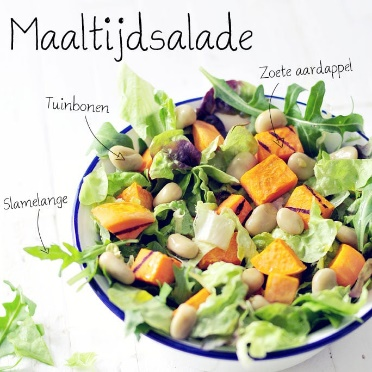 Maaltijdsalade
Zoete aardappel
Tuinbonen
Slamelange